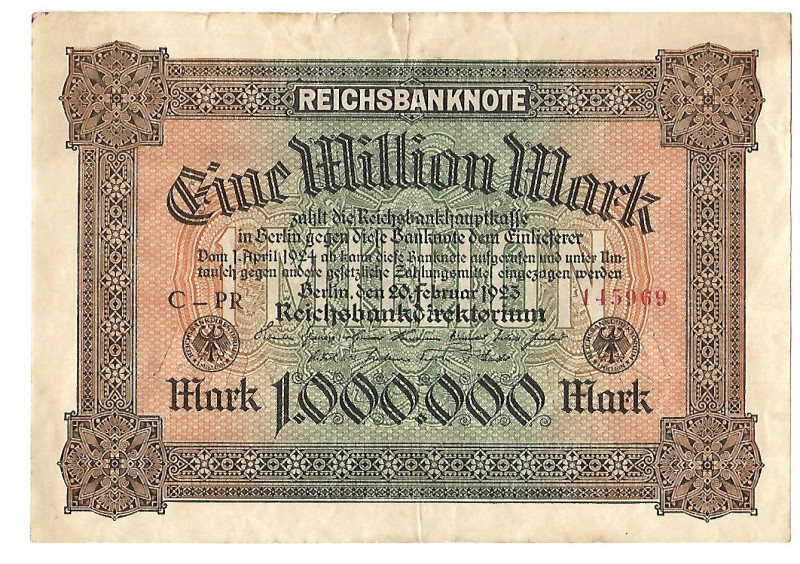 REICHSBANKNOTE
Eine Million Mark
zahlt die Reichsbankhauptkasse
in Berlin gegen diese Banknote dem Einlieferer
Vom 1. April 1924 ab kann diese Banknote aufgerufen und unter Um-
tausch gegen andere gesetzliche Zahlungsmittel eingezogen werden
Berlin, den 20. Februar 1923
C-PR
145969
Reichsbankdirektorium
Mark 1.000.000 Mark